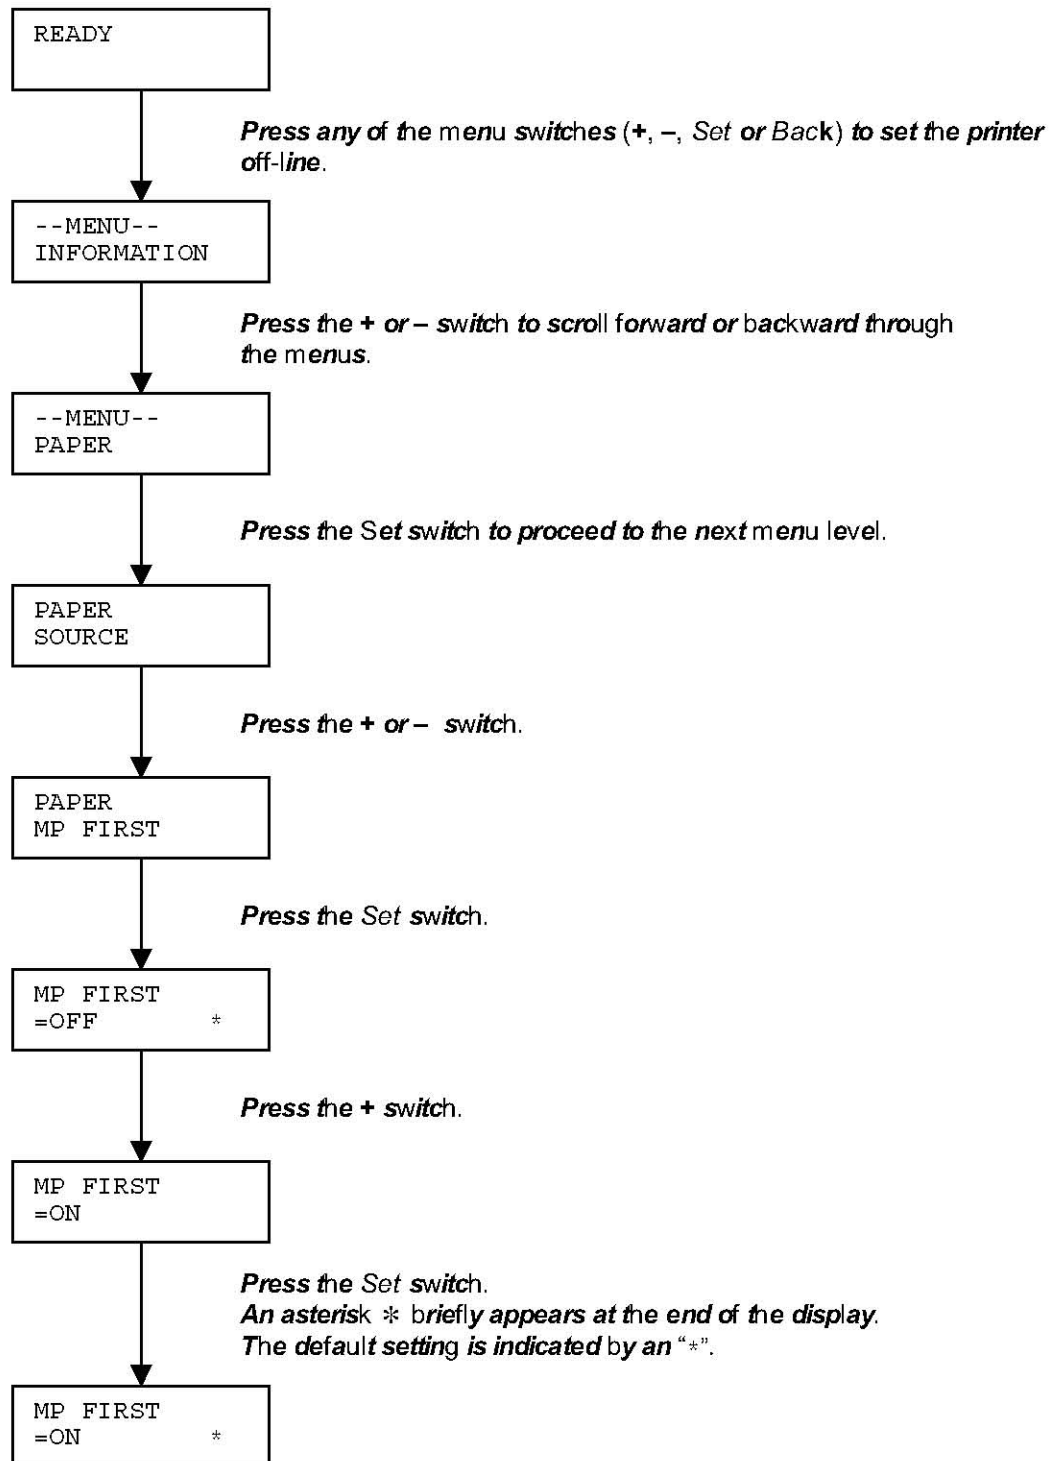 READY
Press any of the menu switches (+, –, Set or Back) to set the printer
off-line.
--MENU--
INFORMATION
Press the + or – switch to scroll forward or backward through
the menus.
--MENU--
PAPER
Press the Set switch to proceed to the next menu level.
PAPER
SOURCE
Press the + or – switch.
PAPER
MP FIRST
Press the Set switch.
MP FIRST
=OFF *
Press the + switch.
MP FIRST
=ON
Press the Set switch.
An asterisk * briefly appears at the end of the display.
The default setting is indicated by an “*”.
MP FIRST
=ON *